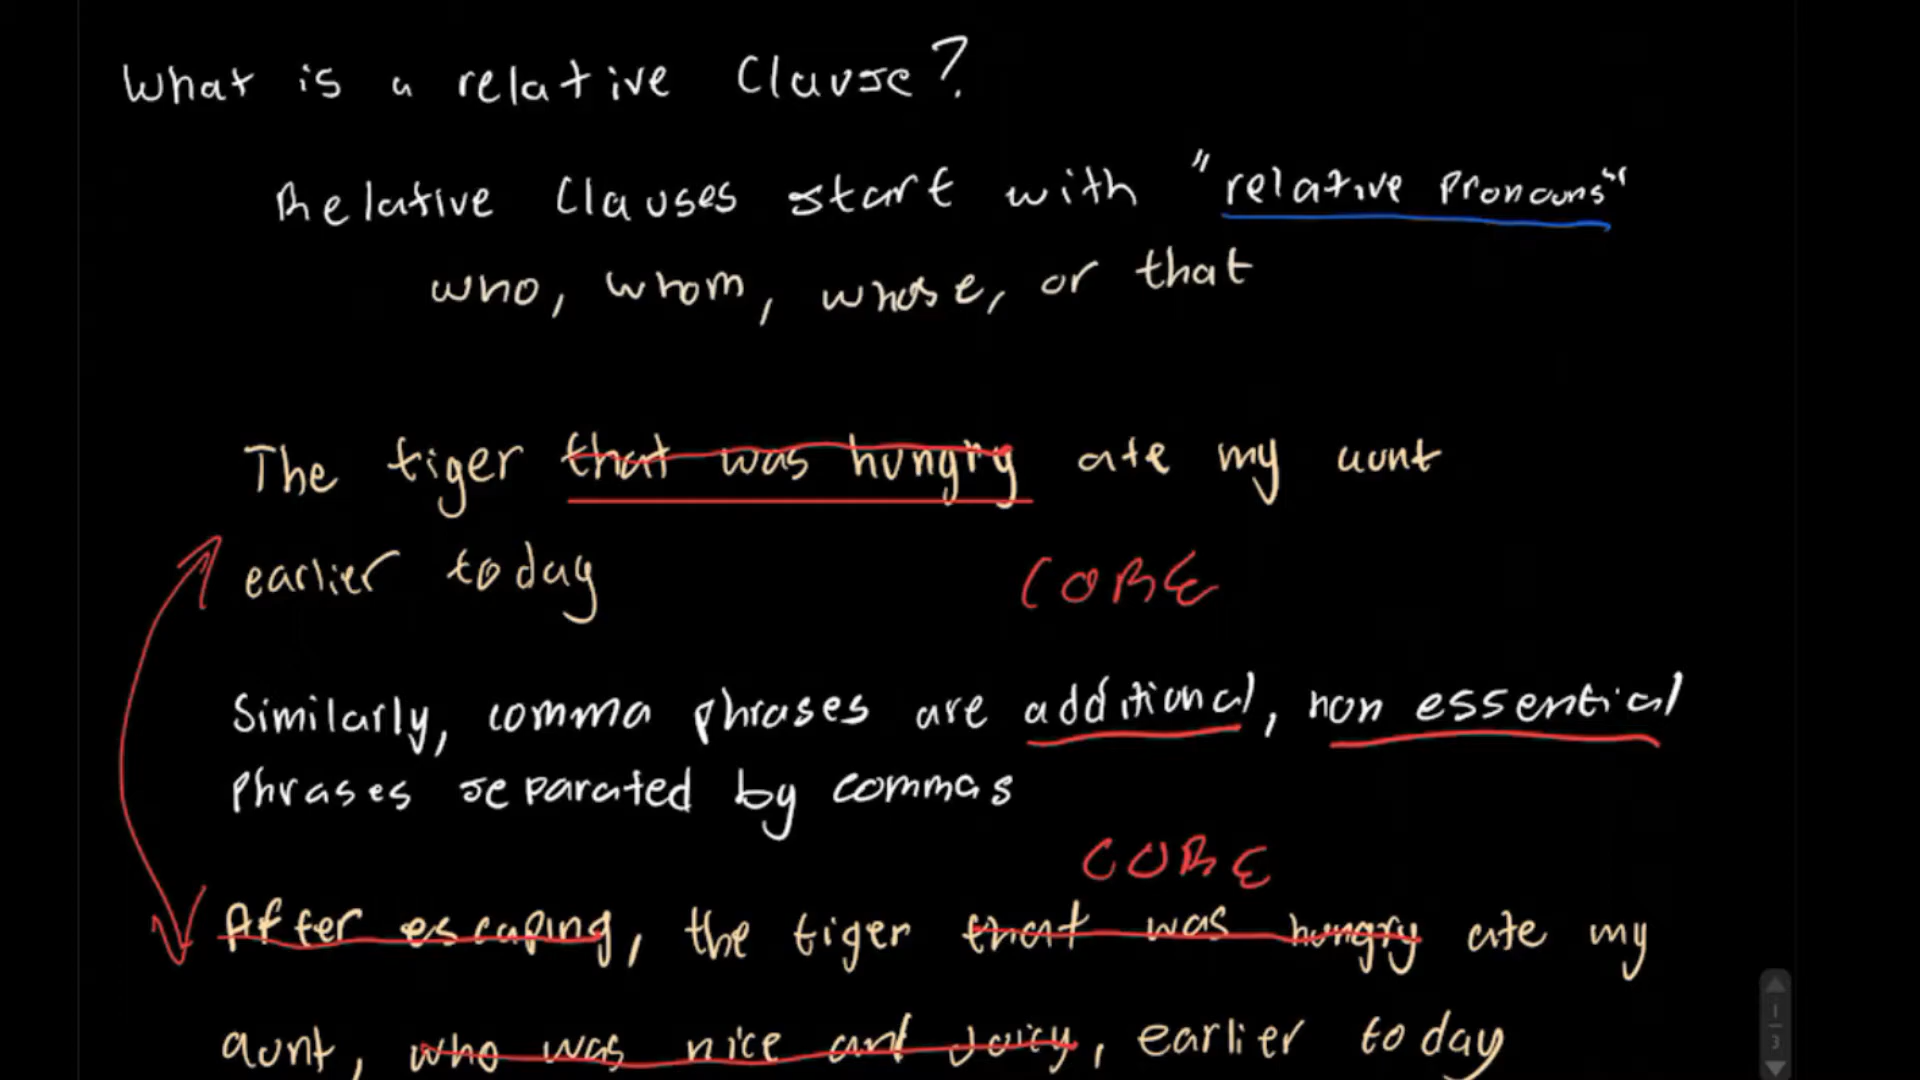 What is a relative Clause?
Relative Clauses start with "relative pronouns"
who, whom, whose, or that
The tiger that was hungry ate my aunt
earlier today
CORE
Similarly, comma phrases are additional, non essential
phrases separated by commas
CORE
After escaping, the tiger that was hungry ate my
aunt, who was nice and Juicy, earlier today
1
3